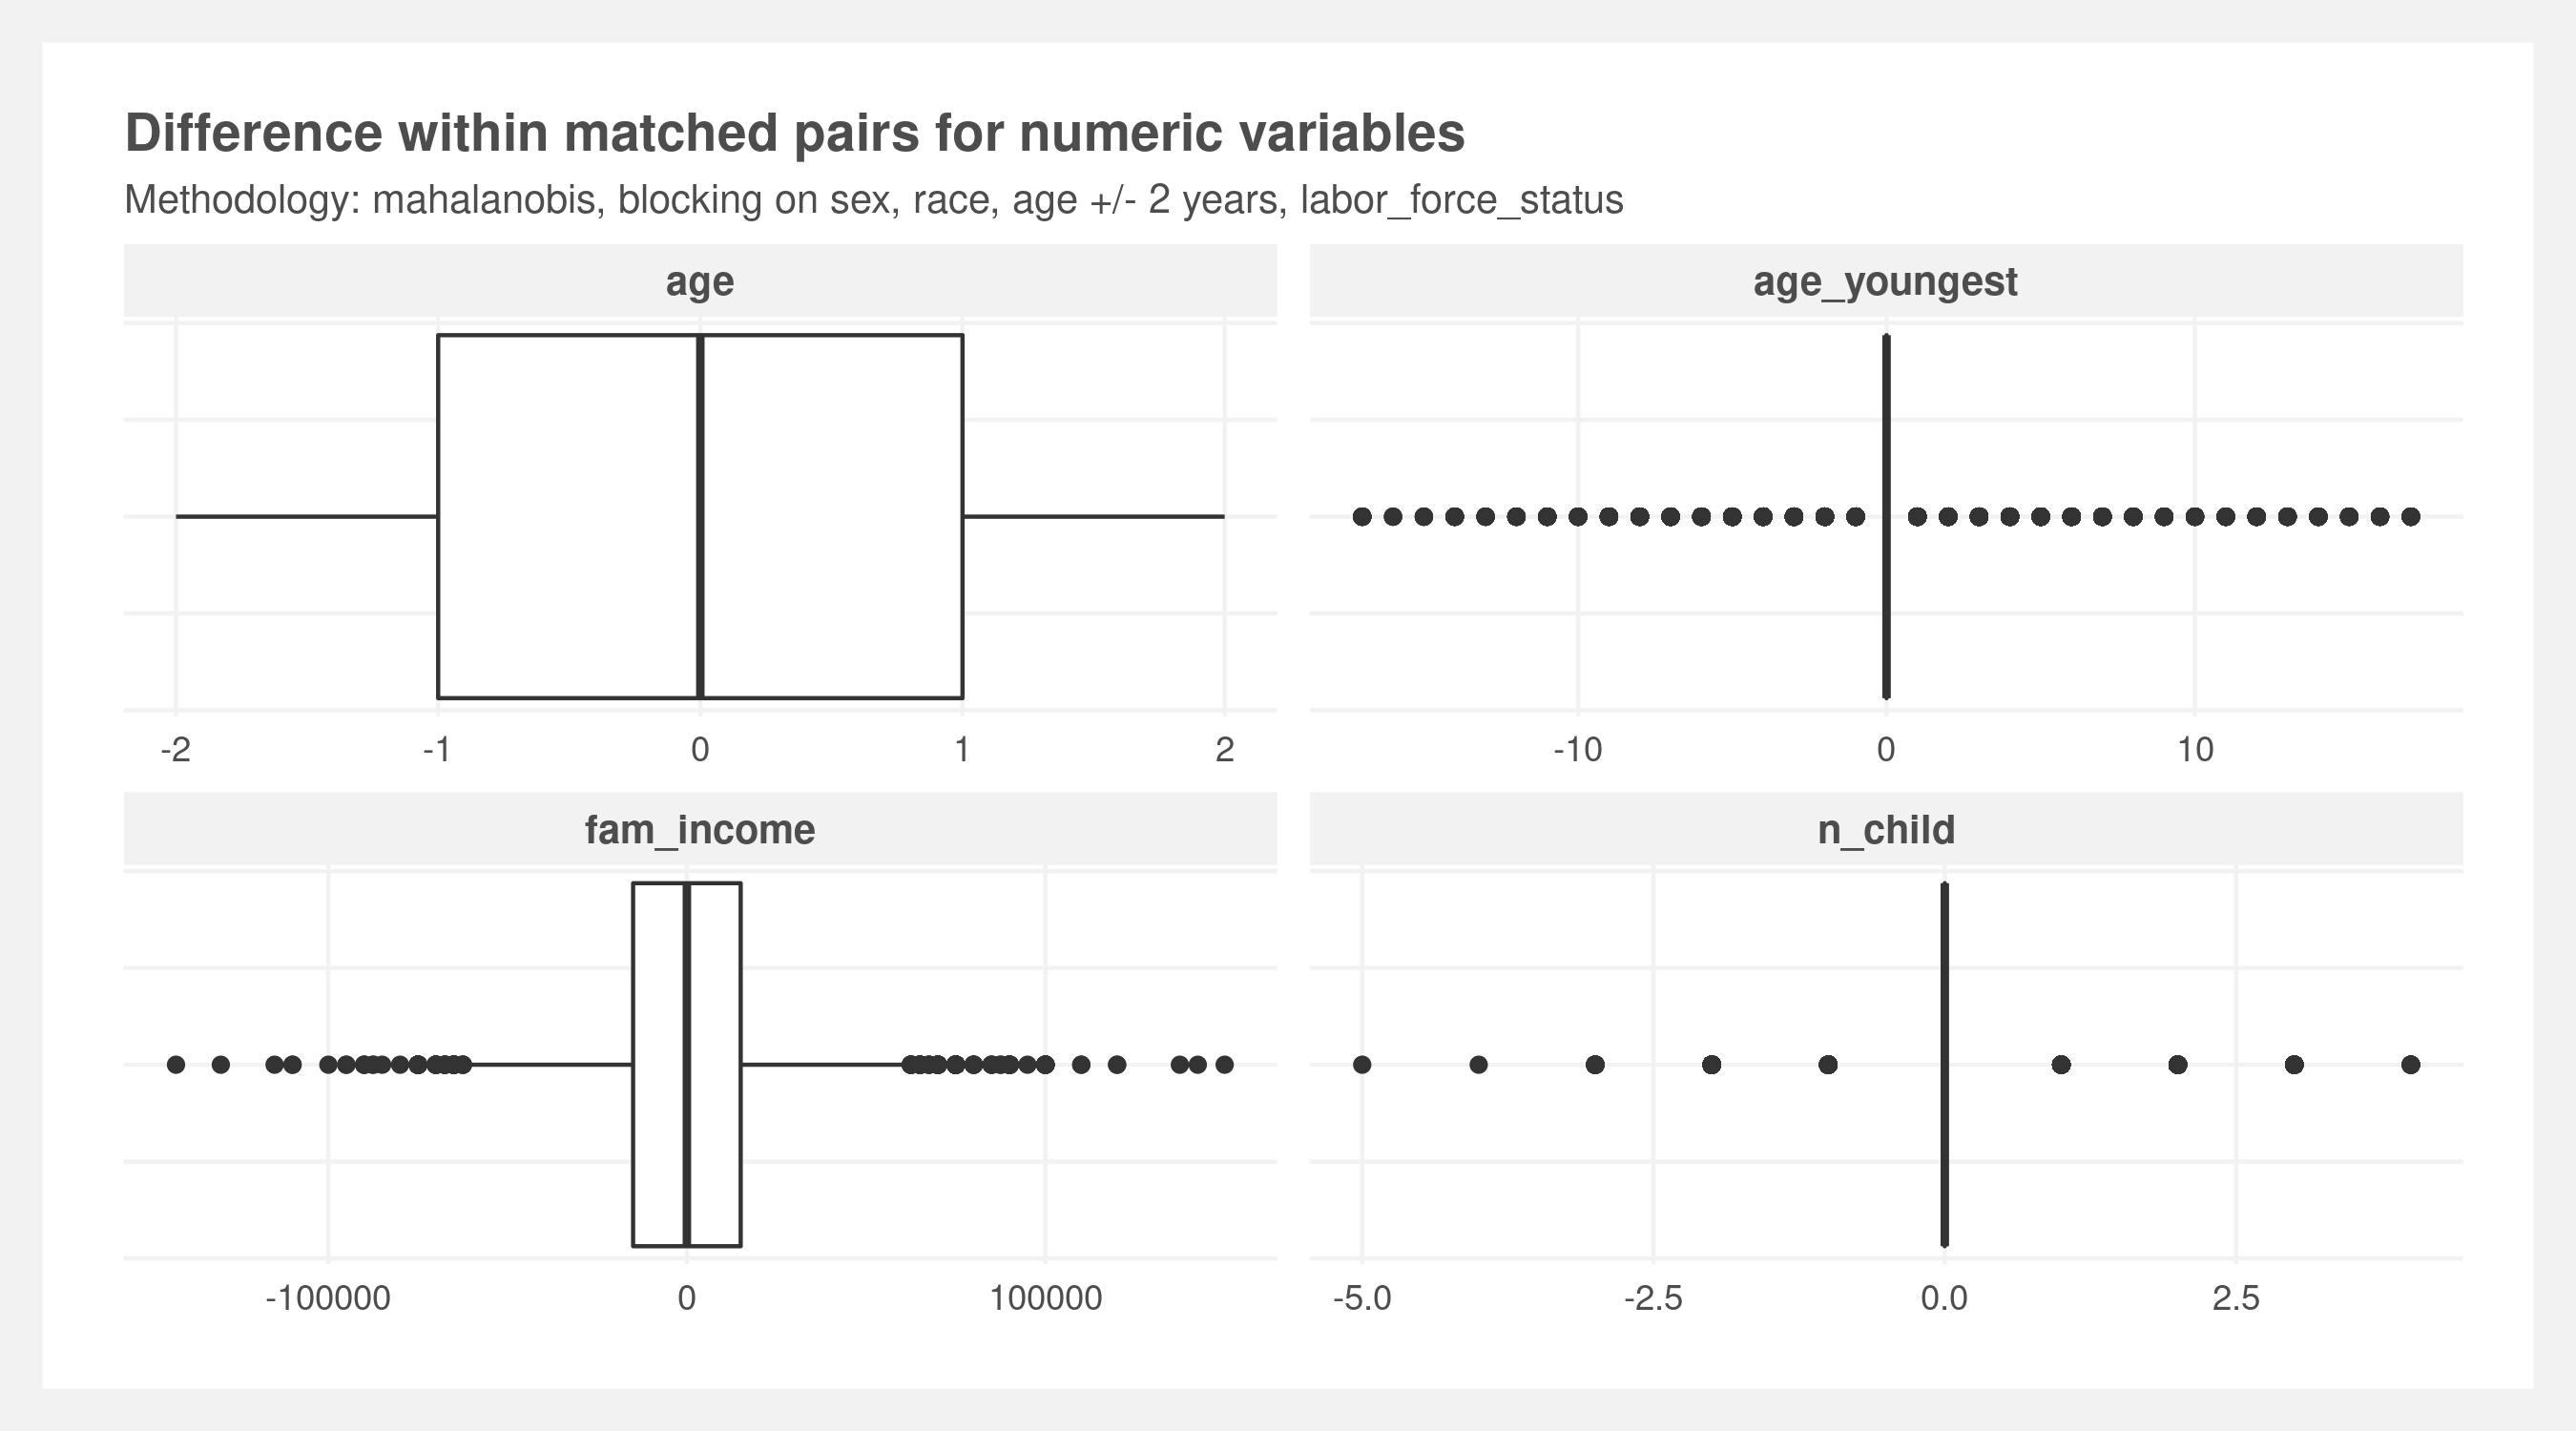 Difference within matched pairs for numeric variables
Methodology: mahalanobis, blocking on sex, race, age +/- 2 years, labor_force_status
age
age_youngest
-2 -1 0 1 2
-10 0 10
fam_income
n_child
-100000 0 100000
-5.0 -2.5 0.0 2.5